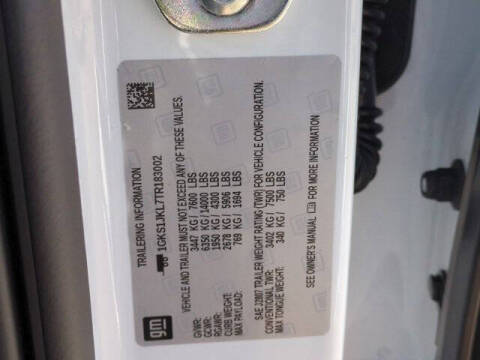 TRAILERING INFORMATION
1GKS1JKL7TR183002
VEHICLE AND TRAILER MUST NOT EXCEED ANY OF THESE VALUES.
GVWR: 3447 KG / 7600 LBS
GCWR: 6350 KG / 14000 LBS
RGAWR: 1950 KG / 4300 LBS
CURB WEIGHT: 2678 KG / 5906 LBS
MAX PAYLOAD: 769 KG / 1694 LBS
SAE J2807 TRAILER WEIGHT RATING (TWR) FOR VEHICLE CONFIGURATION.
CONVENTIONAL TWR: 3402 KG / 7500 LBS
MAX TONGUE WEIGHT: 340 KG / 750 LBS
SEE OWNER'S MANUAL FOR MORE INFORMATION
gm